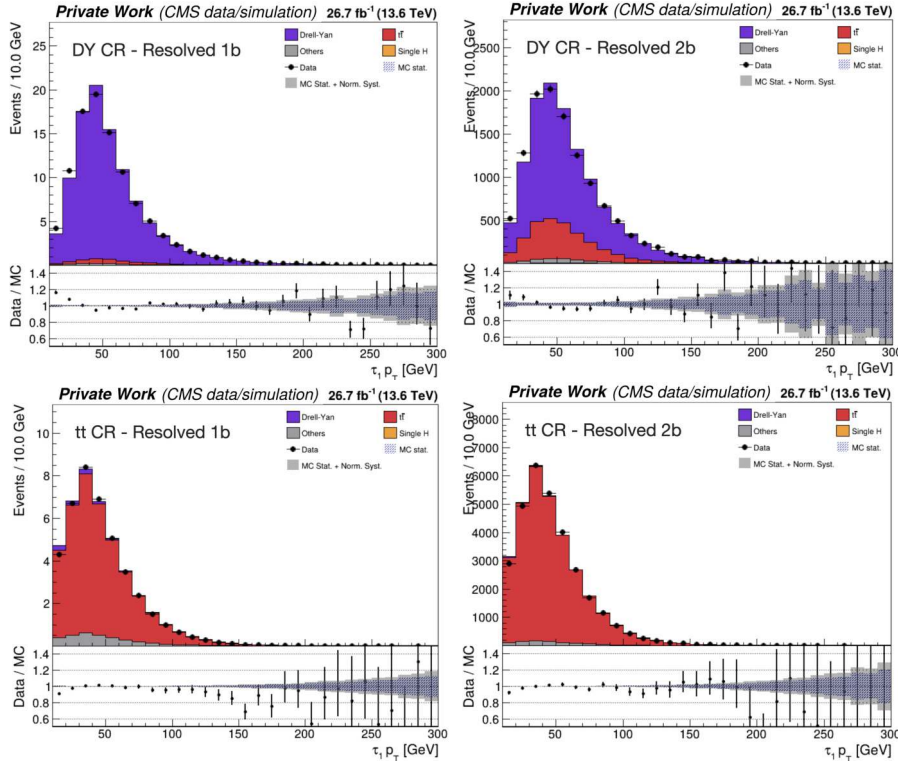 Private Work (CMS data/simulation) 26.7 fb⁻¹ (13.6 TeV)
Events / 10.0 GeV
DY CR - Resolved 1b
Drell-Yan
tt̄
Others
Single H
Data
MC stat.
MC Stat. + Norm. Syst.
25
20
15
10
5
Data / MC
1.4
1.2
1
0.8
0.6
50 100 150 200 250 300
τ₁ p_T [GeV]
Private Work (CMS data/simulation) 26.7 fb⁻¹ (13.6 TeV)
Events / 10.0 GeV
DY CR - Resolved 2b
Drell-Yan
tt̄
Others
Single H
Data
MC stat.
MC Stat. + Norm. Syst.
2500
2000
1500
1000
500
Data / MC
1.4
1.2
1
0.8
0.6
50 100 150 200 250 300
τ₁ p_T [GeV]
Private Work (CMS data/simulation) 26.7 fb⁻¹ (13.6 TeV)
Events / 10.0 GeV
tt CR - Resolved 1b
Drell-Yan
tt̄
Others
Single H
Data
MC stat.
MC Stat. + Norm. Syst.
10
8
6
4
2
Data / MC
1.4
1.2
1
0.8
0.6
50 100 150 200 250 300
τ₁ p_T [GeV]
Private Work (CMS data/simulation) 26.7 fb⁻¹ (13.6 TeV)
Events / 10.0 GeV
tt CR - Resolved 2b
Drell-Yan
tt̄
Others
Single H
Data
MC stat.
MC Stat. + Norm. Syst.
8000
7000
6000
5000
4000
3000
2000
1000
Data / MC
1.4
1.2
1
0.8
0.6
50 100 150 200 250 300
τ₁ p_T [GeV]